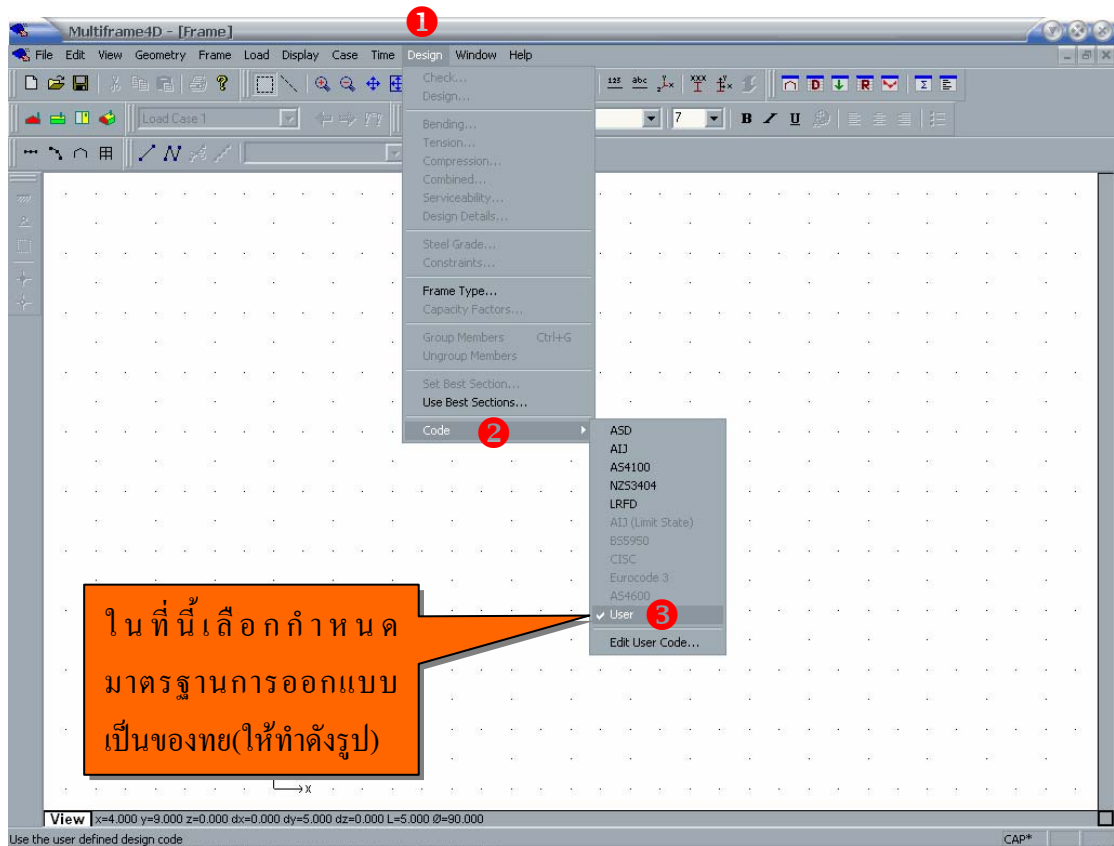 1
Multiframe4D - [Frame]
File Edit View Geometry Frame Load Display Case Time Design Window Help
Load Case 1
7
B I U
Check...
Design...
Bending...
Tension...
Compression...
Combined...
Serviceability...
Design Details...
Steel Grade...
Constraints...
Frame Type...
Capacity Factors...
Group Members Ctrl+G
Ungroup Members
Set Best Section...
Use Best Sections...
Code 2
ASD
AIJ
AS4100
NZS3404
LRFD
AIJ (Limit State)
BS5950
CISC
Eurocode 3
AS4600
User 3
Edit User Code...
ในที่นี้เลือกกำหนด
มาตรฐานการออกแบบ
เป็นของทย(ให้ทำดังรูป)
x
View x=4.000 y=9.000 z=0.000 dx=0.000 dy=5.000 dz=0.000 L=5.000 Ø=90.000
Use the user defined design code CAP*